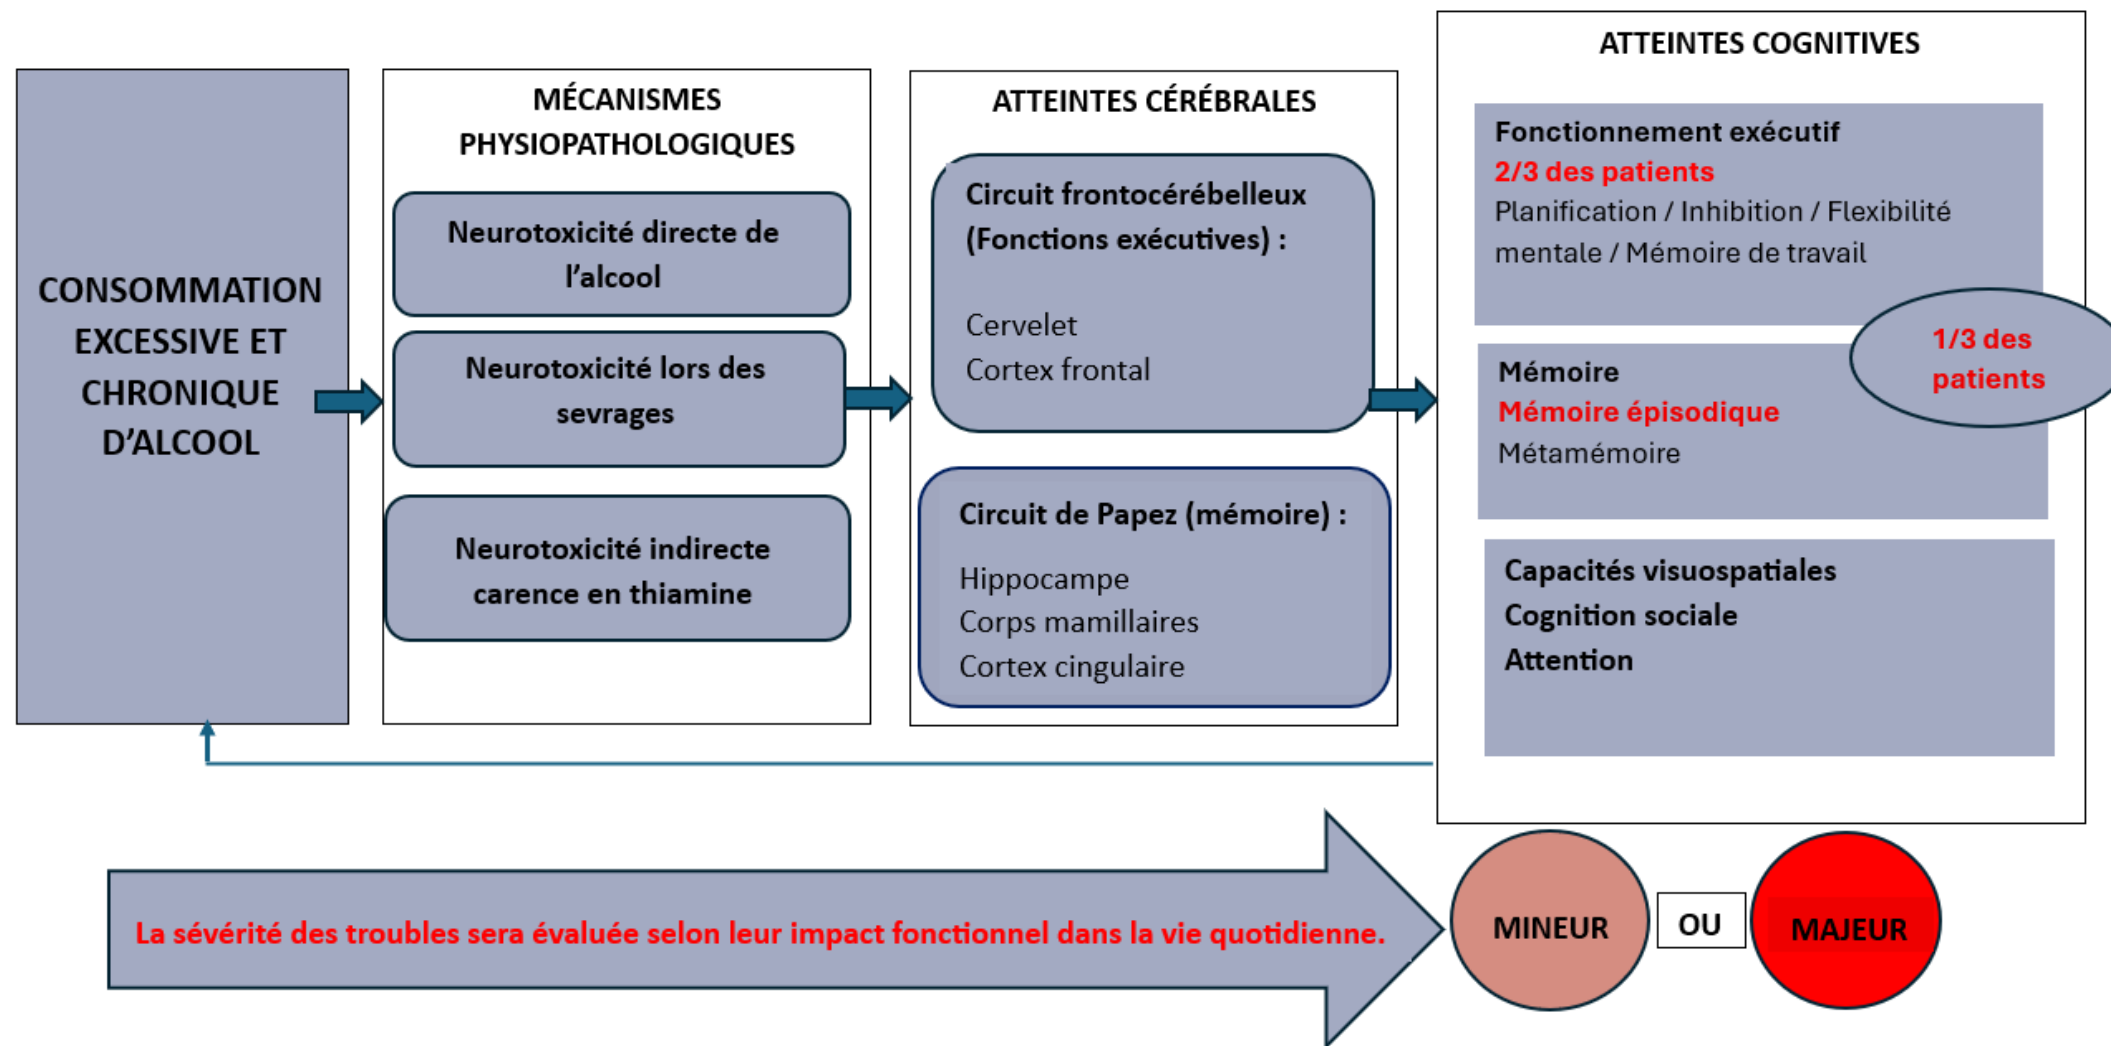 CONSOMMATION
EXCESSIVE ET
CHRONIQUE
D’ALCOOL
MÉCANISMES
PHYSIOPATHOLOGIQUES
Neurotoxicité directe de
l’alcool
Neurotoxicité lors des
sevrages
Neurotoxicité indirecte
carence en thiamine
ATTEINTES CÉRÉBRALES
Circuit frontocérébelleux
(Fonctions exécutives) :
Cervelet
Cortex frontal
Circuit de Papez (mémoire) :
Hippocampe
Corps mamillaires
Cortex cingulaire
ATTEINTES COGNITIVES
Fonctionnement exécutif
2/3 des patients
Planification / Inhibition / Flexibilité
mentale / Mémoire de travail
1/3 des
patients
Mémoire
Mémoire épisodique
Métamémoire
Capacités visuospatiales
Cognition sociale
Attention
La sévérité des troubles sera évaluée selon leur impact fonctionnel dans la vie quotidienne.
MINEUR
OU
MAJEUR